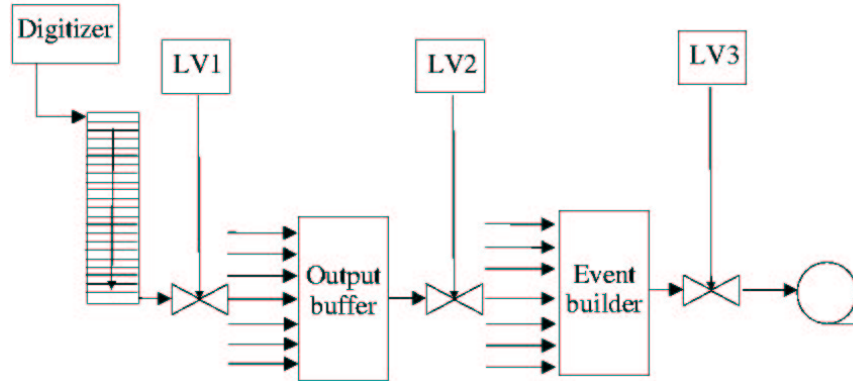 Digitizer
LV1
LV2
LV3
Output
buffer
Event
builder